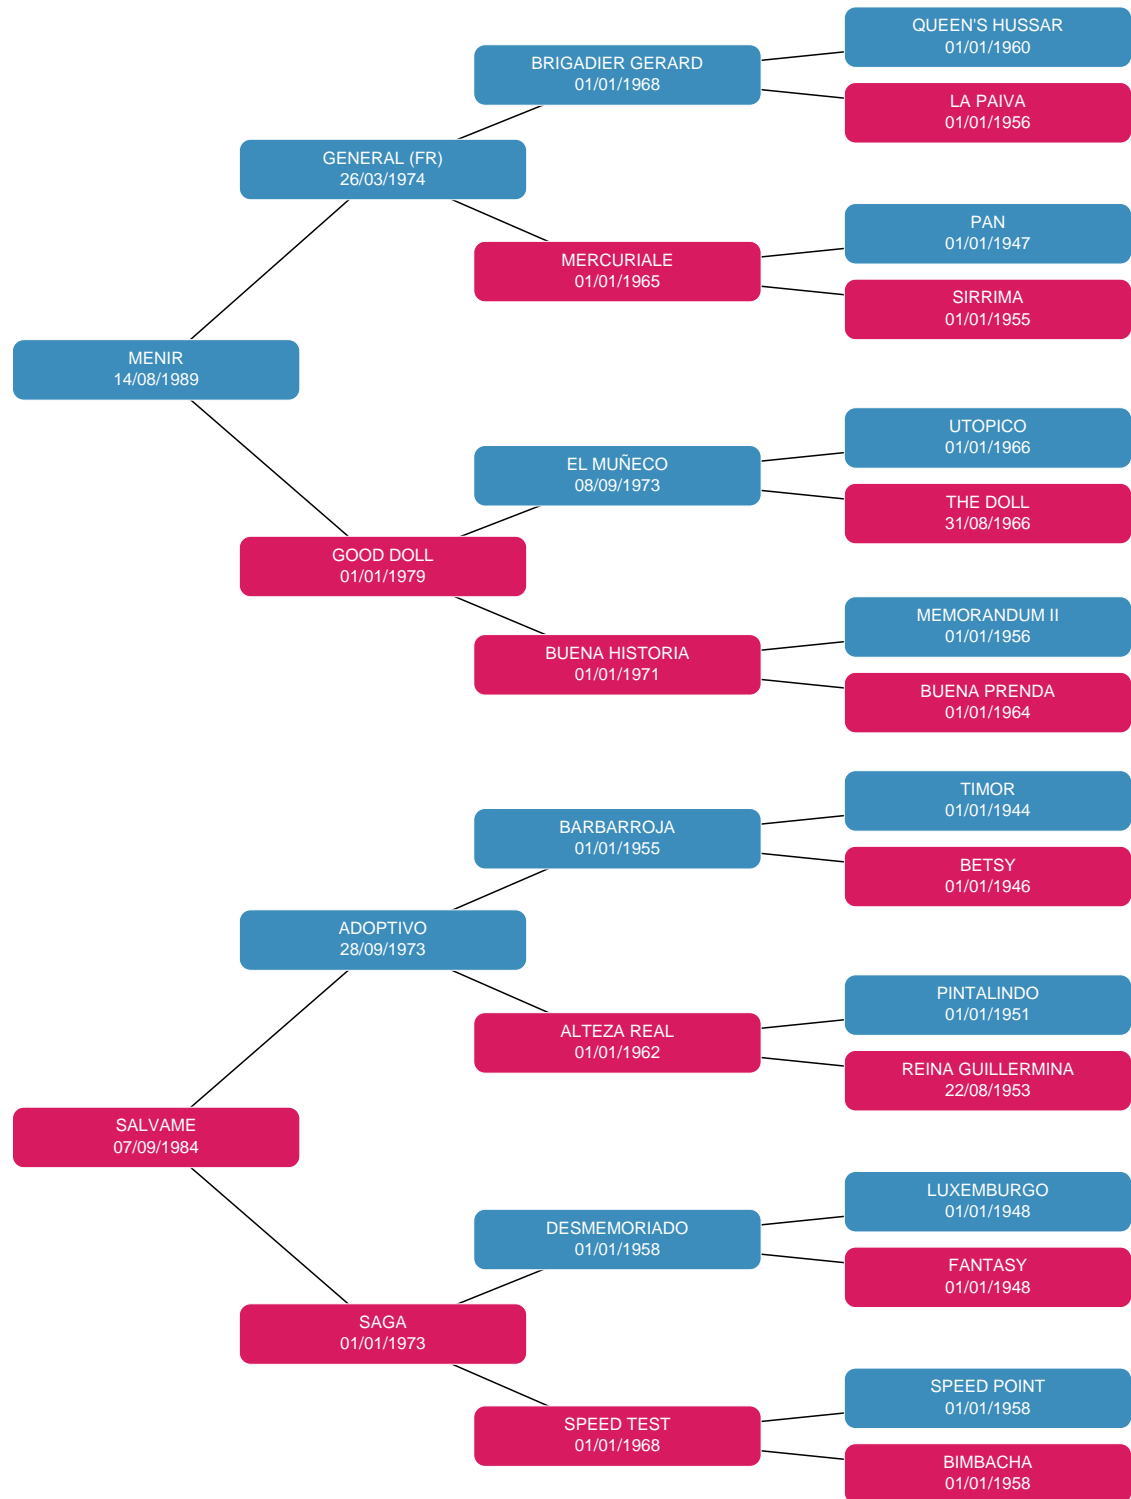 QUEEN'S HUSSAR
01/01/1960
BRIGADIER GERARD
01/01/1968
LA PAIVA
01/01/1956
GENERAL (FR)
26/03/1974
PAN
01/01/1947
MERCURIALE
01/01/1965
SIRRIMA
01/01/1955
MENIR
14/08/1989
UTOPICO
01/01/1966
EL MUÑECO
08/09/1973
THE DOLL
31/08/1966
GOOD DOLL
01/01/1979
MEMORANDUM II
01/01/1956
BUENA HISTORIA
01/01/1971
BUENA PRENDA
01/01/1964
TIMOR
01/01/1944
BARBARROJA
01/01/1955
BETSY
01/01/1946
ADOPTIVO
28/09/1973
PINTALINDO
01/01/1951
ALTEZA REAL
01/01/1962
REINA GUILLERMINA
22/08/1953
SALVAME
07/09/1984
LUXEMBURGO
01/01/1948
DESMEMORIADO
01/01/1958
FANTASY
01/01/1948
SAGA
01/01/1973
SPEED POINT
01/01/1958
SPEED TEST
01/01/1968
BIMBACHA
01/01/1958